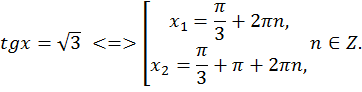 tgx = √3 <=> [ x₁ = π/3 + 2πn, x₂ = π/3 + π + 2πn, n ∈ Z.